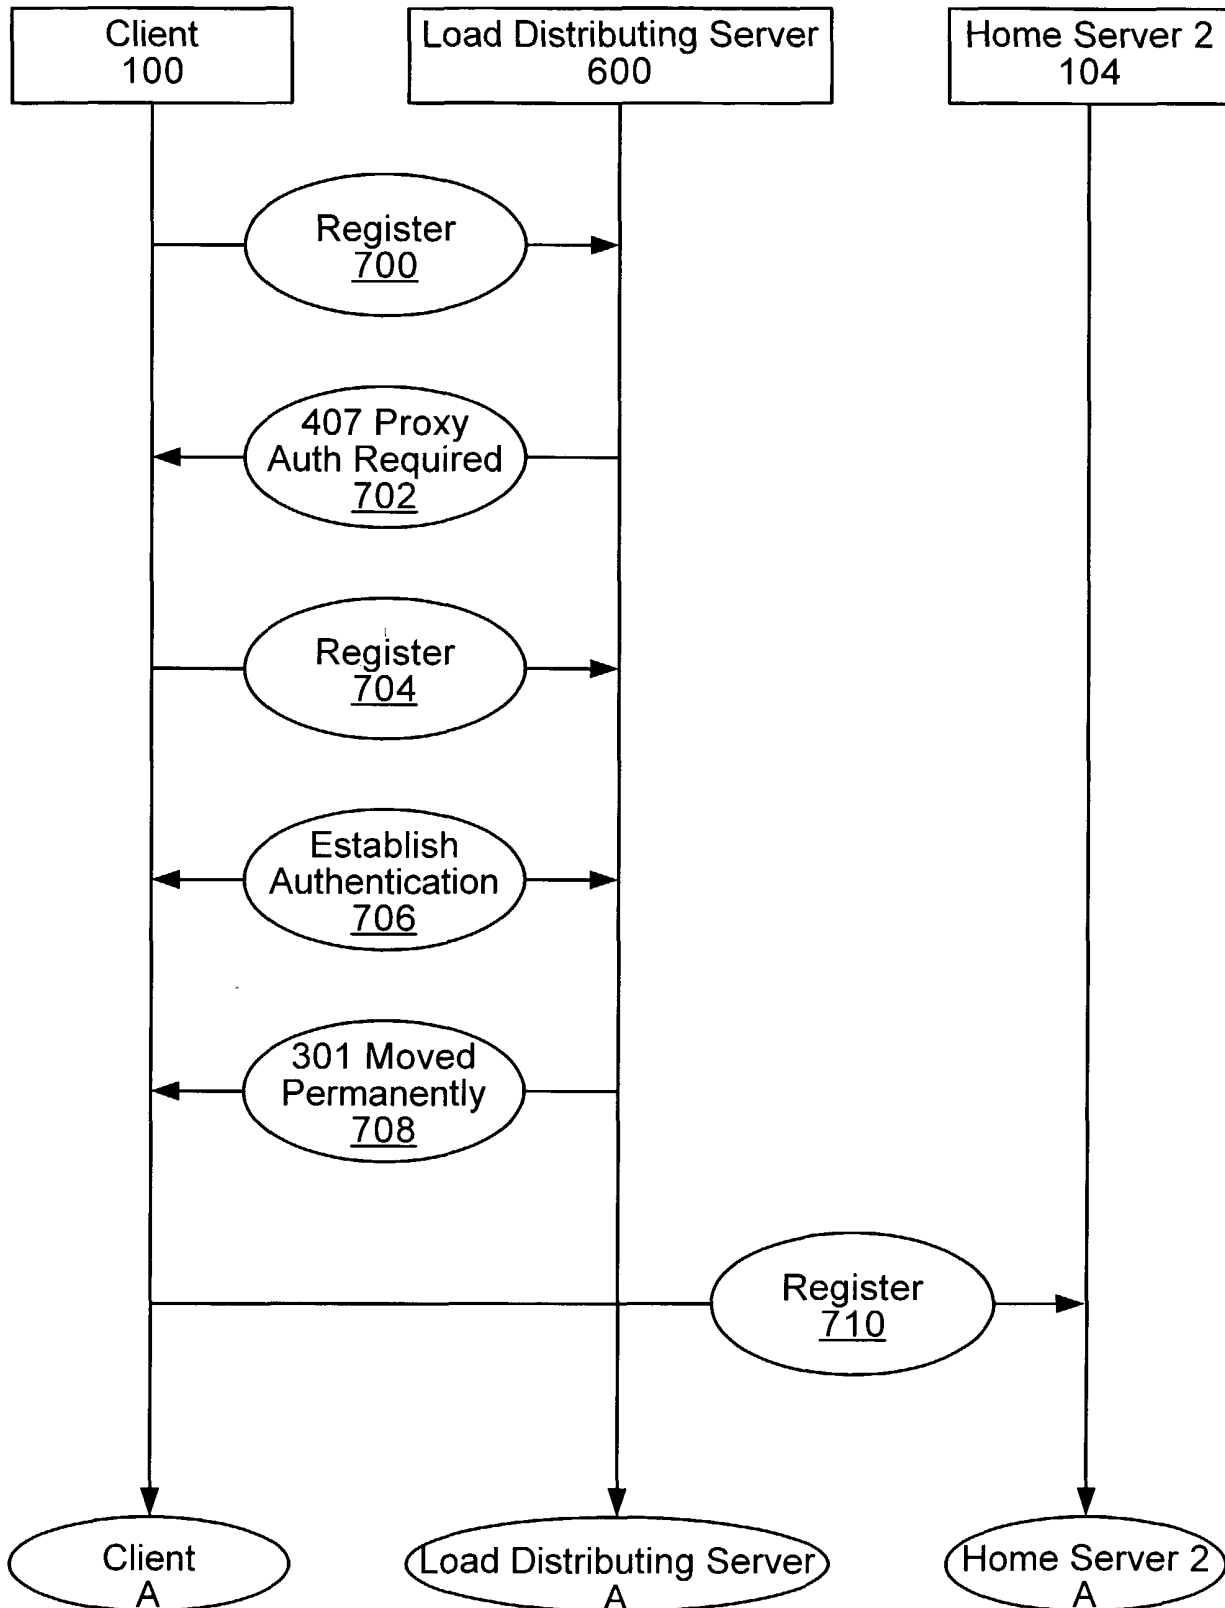 Client
100
Load Distributing Server
600
Home Server 2
104
Register
700
407 Proxy
Auth Required
702
Register
704
Establish
Authentication
706
301 Moved
Permanently
708
Register
710
Client
A
Load Distributing Server
A
Home Server 2
A